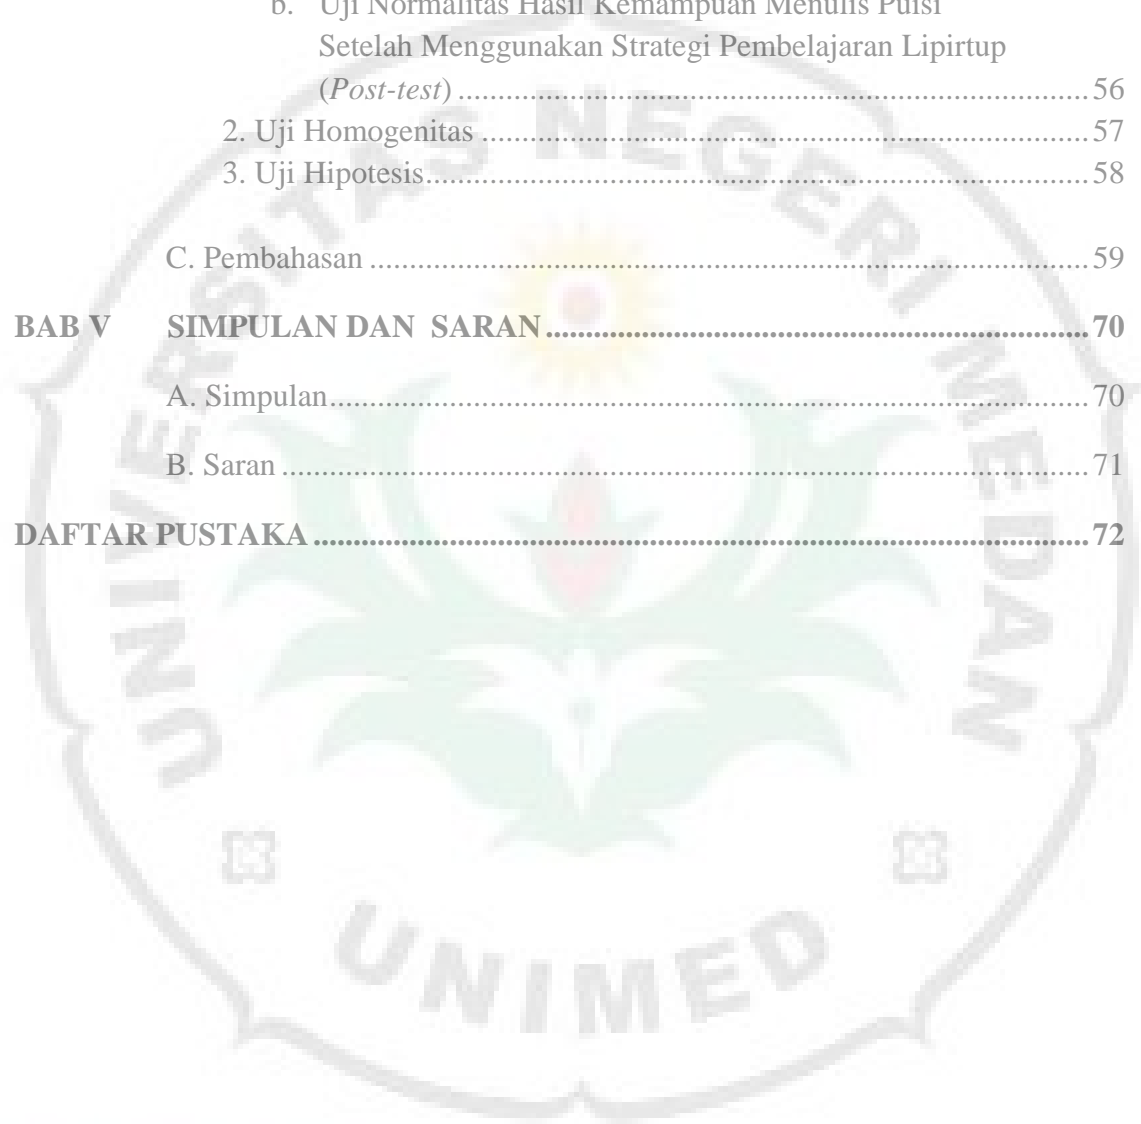 b. Uji Normalitas Hasil Kemampuan Menulis Puisi
Setelah Menggunakan Strategi Pembelajaran Lipirtup
(Post-test) ........................................................ 56
2. Uji Homogenitas ........................................................ 57
3. Uji Hipotesis ........................................................ 58
C. Pembahasan ........................................................ 59
BAB V SIMPULAN DAN SARAN ........................................................ 70
A. Simpulan ........................................................ 70
B. Saran ........................................................ 71
DAFTAR PUSTAKA ........................................................ 72
UNIVERSITAS NEGERI MEDAN
UNIMED